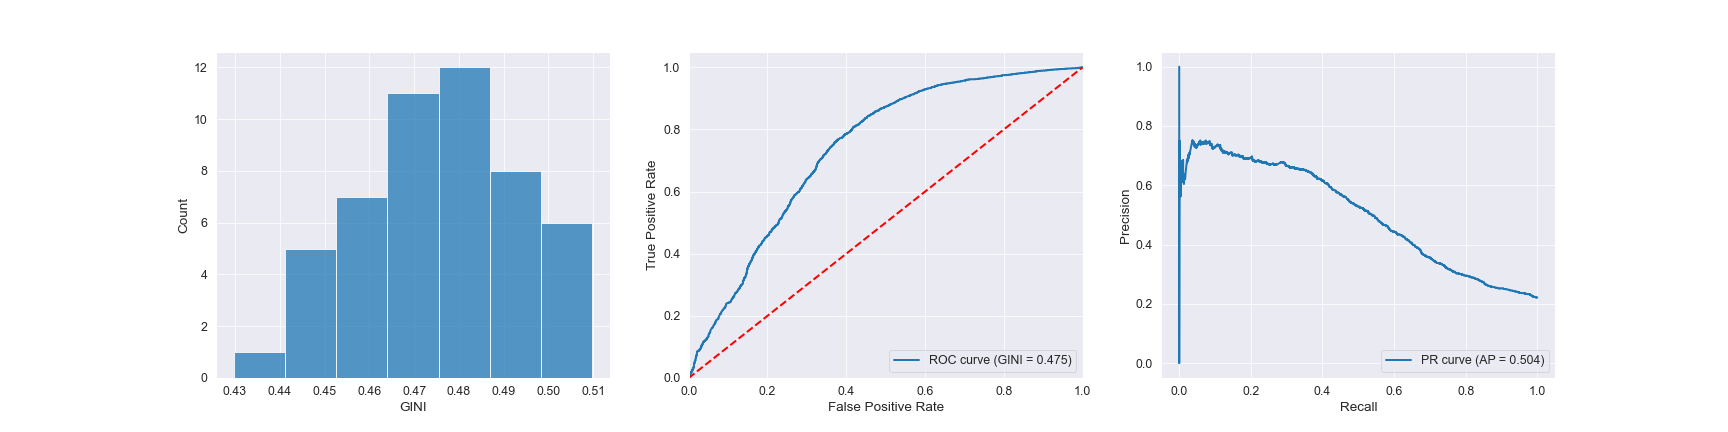 12
10
8
6
4
2
0
Count
0.43 0.44 0.45 0.46 0.47 0.48 0.49 0.50 0.51
GINI
1.0
0.8
0.6
0.4
0.2
0.0
True Positive Rate
ROC curve (GINI = 0.475)
0.0 0.2 0.4 0.6 0.8 1.0
False Positive Rate
1.0
0.8
0.6
0.4
0.2
0.0
Precision
PR curve (AP = 0.504)
0.0 0.2 0.4 0.6 0.8 1.0
Recall